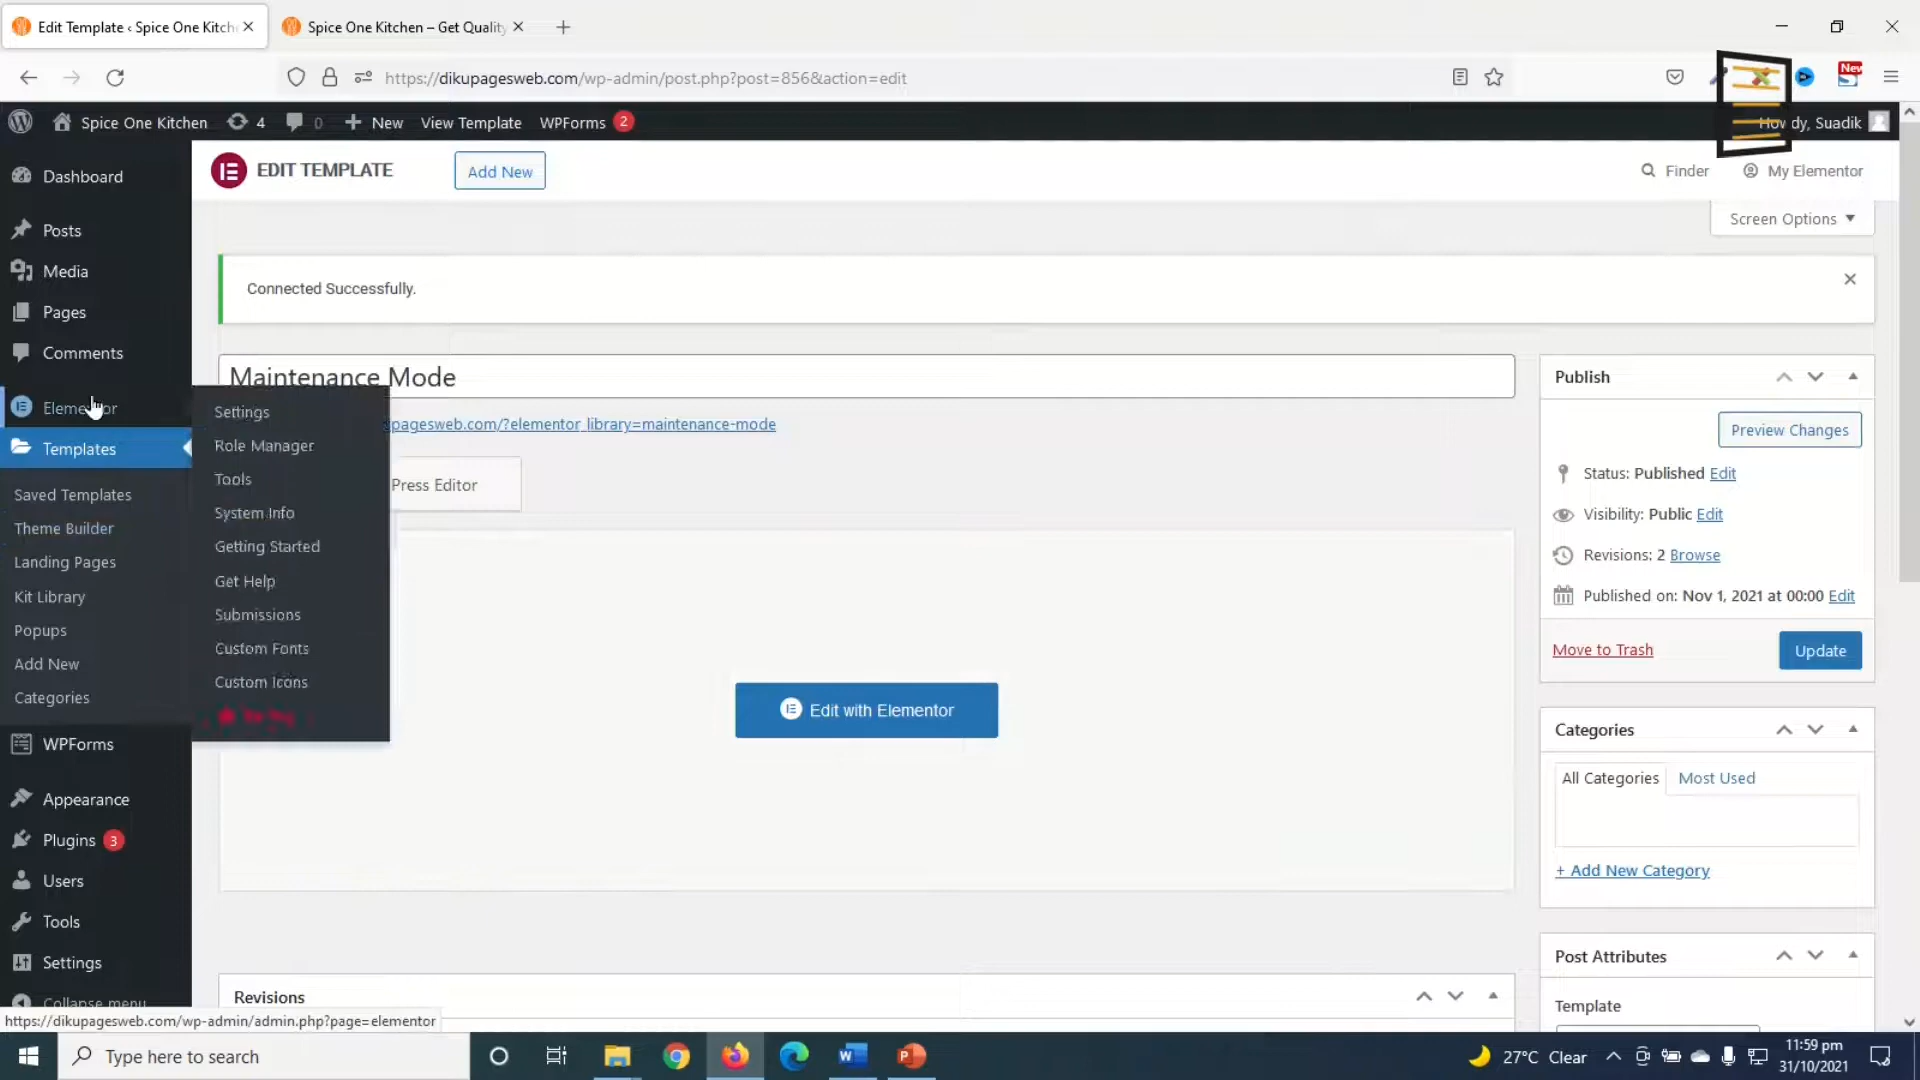 Edit Template ‹ Spice One Kitch
Spice One Kitchen – Get Quality
https://dikupagesweb.com/wp-admin/post.php?post=856&action=edit
New
Spice One Kitchen
4
0
New
View Template
WPForms 2
dy, Suadik
Dashboard
Posts
Media
Pages
Comments
Elementor
Templates
Saved Templates
Theme Builder
Landing Pages
Kit Library
Popups
Add New
Categories
WPForms
Appearance
Plugins 3
Users
Tools
Settings
Collapse menu
Settings
Role Manager
Tools
System Info
Getting Started
Get Help
Submissions
Custom Fonts
Custom Icons
EDIT TEMPLATE
Add New
Finder
My Elementor
Screen Options
Connected Successfully.
Maintenance Mode
pagesweb.com/?elementor_library=maintenance-mode
Press Editor
Edit with Elementor
Revisions
Publish
Preview Changes
Status: Published Edit
Visibility: Public Edit
Revisions: 2 Browse
Published on: Nov 1, 2021 at 00:00 Edit
Move to Trash
Update
Categories
All Categories
Most Used
+ Add New Category
Post Attributes
Template
https://dikupagesweb.com/wp-admin/admin.php?page=elementor
Type here to search
27°C Clear
11:59 pm
31/10/2021